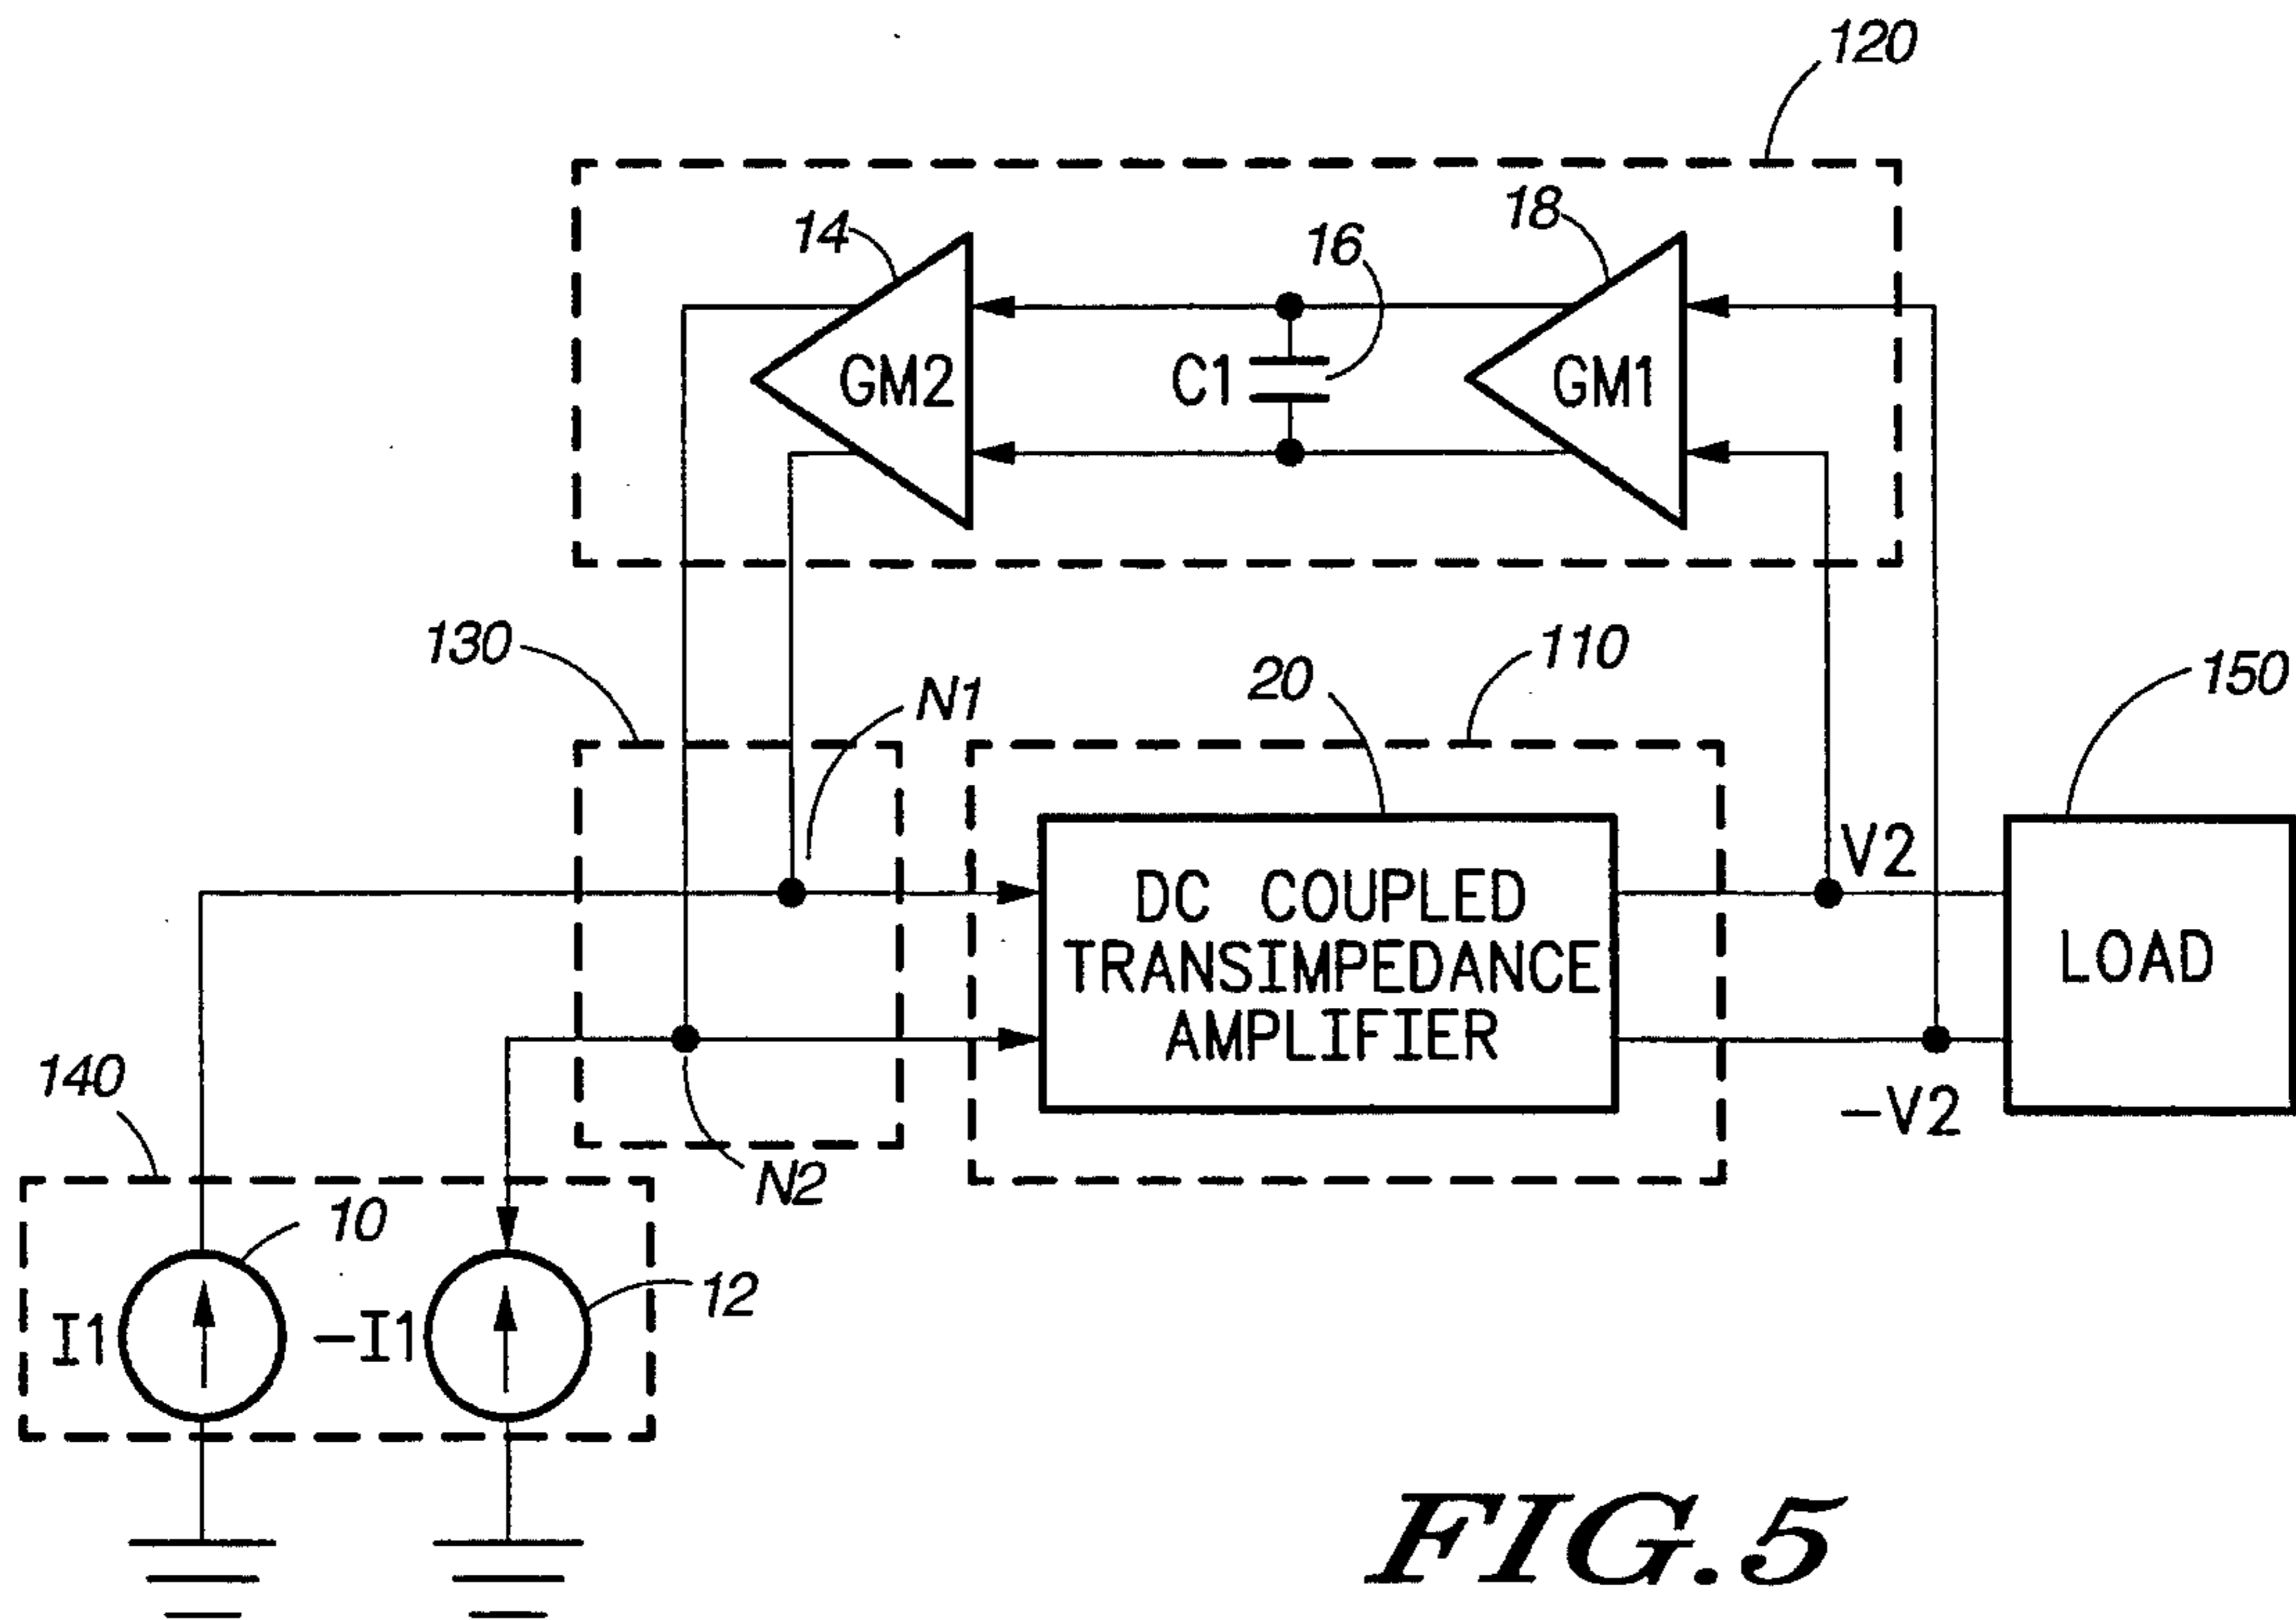 120
14
16
18
GM2
C1
GM1
130
N1
20
110
150
V2
DC COUPLED
TRANSIMPEDANCE
AMPLIFIER
LOAD
140
-V2
N2
10
12
I1
-I1
FIG.5